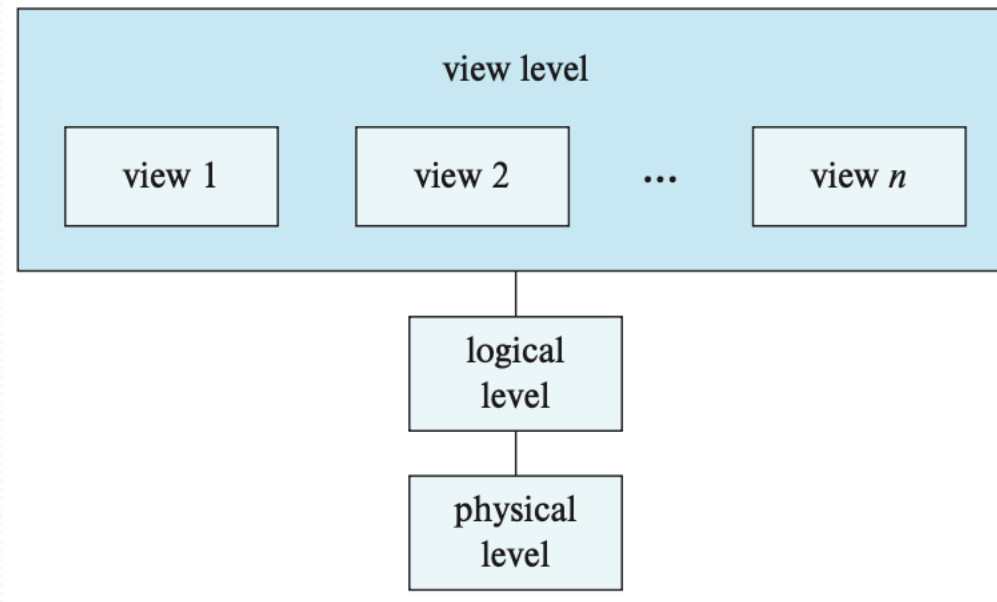 view level
view 1
view 2
...
view n
logical
level
physical
level